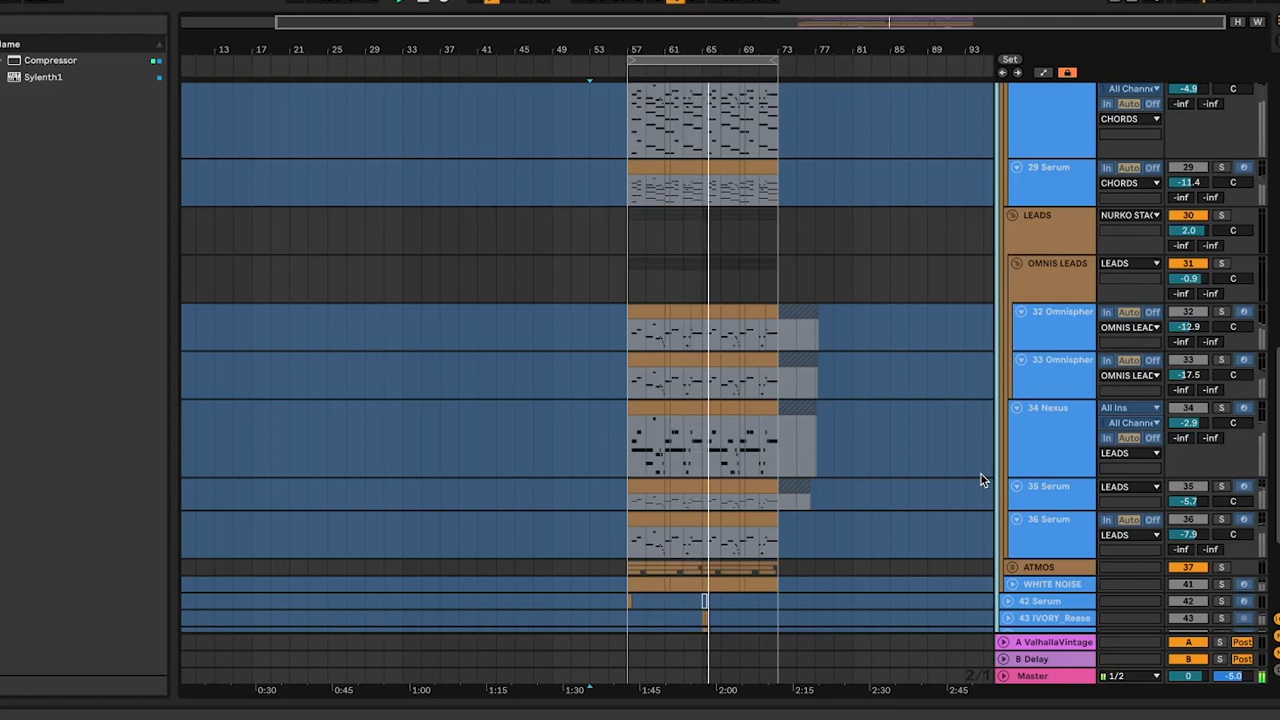 H W
13 17 21 25 29 33 37 41 45 49 53 57 61 65 69 73 77 81 85 89 93
ame
Compressor
Sylenth1
Set
All Channe -4.9 C
In Auto Off -inf -inf
CHORDS
29 Serum In Auto Off 29 S
CHORDS -11.4 C
-inf -inf
LEADS NURKO STAC 30 S
2.0 C
-inf -inf
OMNIS LEADS LEADS 31 S
-0.9 C
-inf -inf
32 Omnispher In Auto Off 32 S
OMNIS LEAD -12.9 C
-inf -inf
33 Omnispher In Auto Off 33 S
OMNIS LEAD -17.5 C
-inf -inf
34 Nexus All Ins 34 S
All Channe -2.9 C
In Auto Off -inf -inf
LEADS
35 Serum LEADS 35 S
-5.7 C
36 Serum In Auto Off 36 S
LEADS -7.9 C
-inf -inf
ATMOS 37 S
WHITE NOISE 41 S
42 Serum 42 S
43 IVORY_Reese 43 S
A ValhallaVintage A S Post
B Delay B S Post
2/1 Master 1/2 0 -5.0
0:30 0:45 1:00 1:15 1:30 1:45 2:00 2:15 2:30 2:45